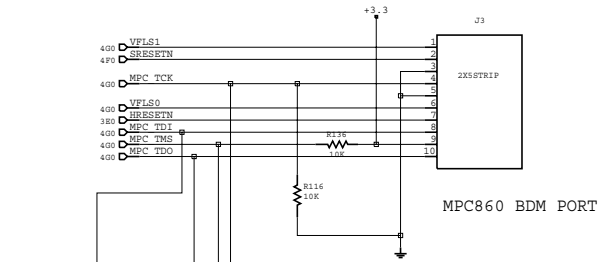 +3.3
J3
4G0 VFLS1 1
4F0 SRESETN 2
3
4G0 MPC TCK 4
2X5STRIP
5
4G0 VFLS0 6
3E0 HRESETN 7
4G0 MPC TDI 8
4G0 MPC TMS R136 9
4G0 MPC TDO 10K 10
R116
10K
MPC860 BDM PORT